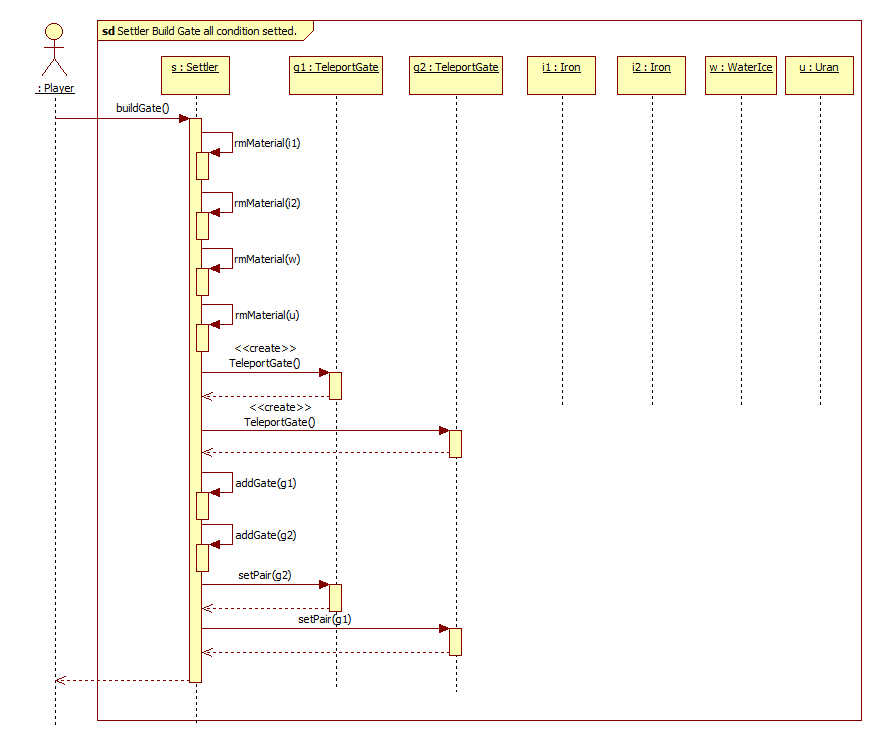 sd Settler Build Gate all condition setted.
: Player
s : Settler
g1 : TeleportGate
g2 : TeleportGate
i1 : Iron
i2 : Iron
w : WaterIce
u : Uran
buildGate()
rmMaterial(i1)
rmMaterial(i2)
rmMaterial(w)
rmMaterial(u)
<<create>>
TeleportGate()
<<create>>
TeleportGate()
addGate(g1)
addGate(g2)
setPair(g2)
setPair(g1)